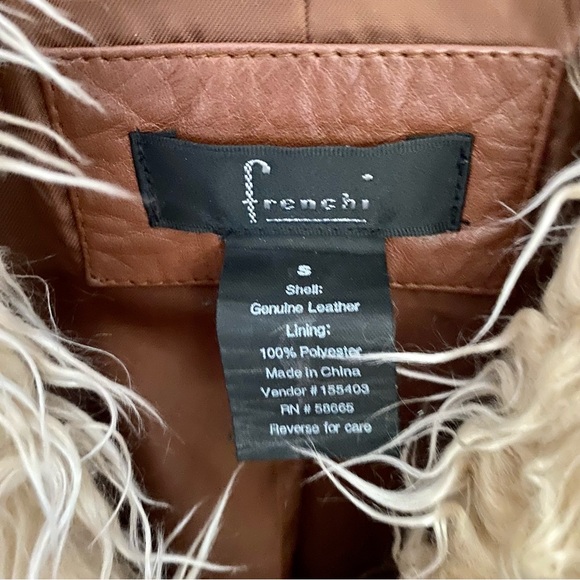 frenchi
S
Shell:
Genuine Leather
Lining:
100% Polyester
Made in China
Vendor # 155403
RN # 58665
Reverse for care